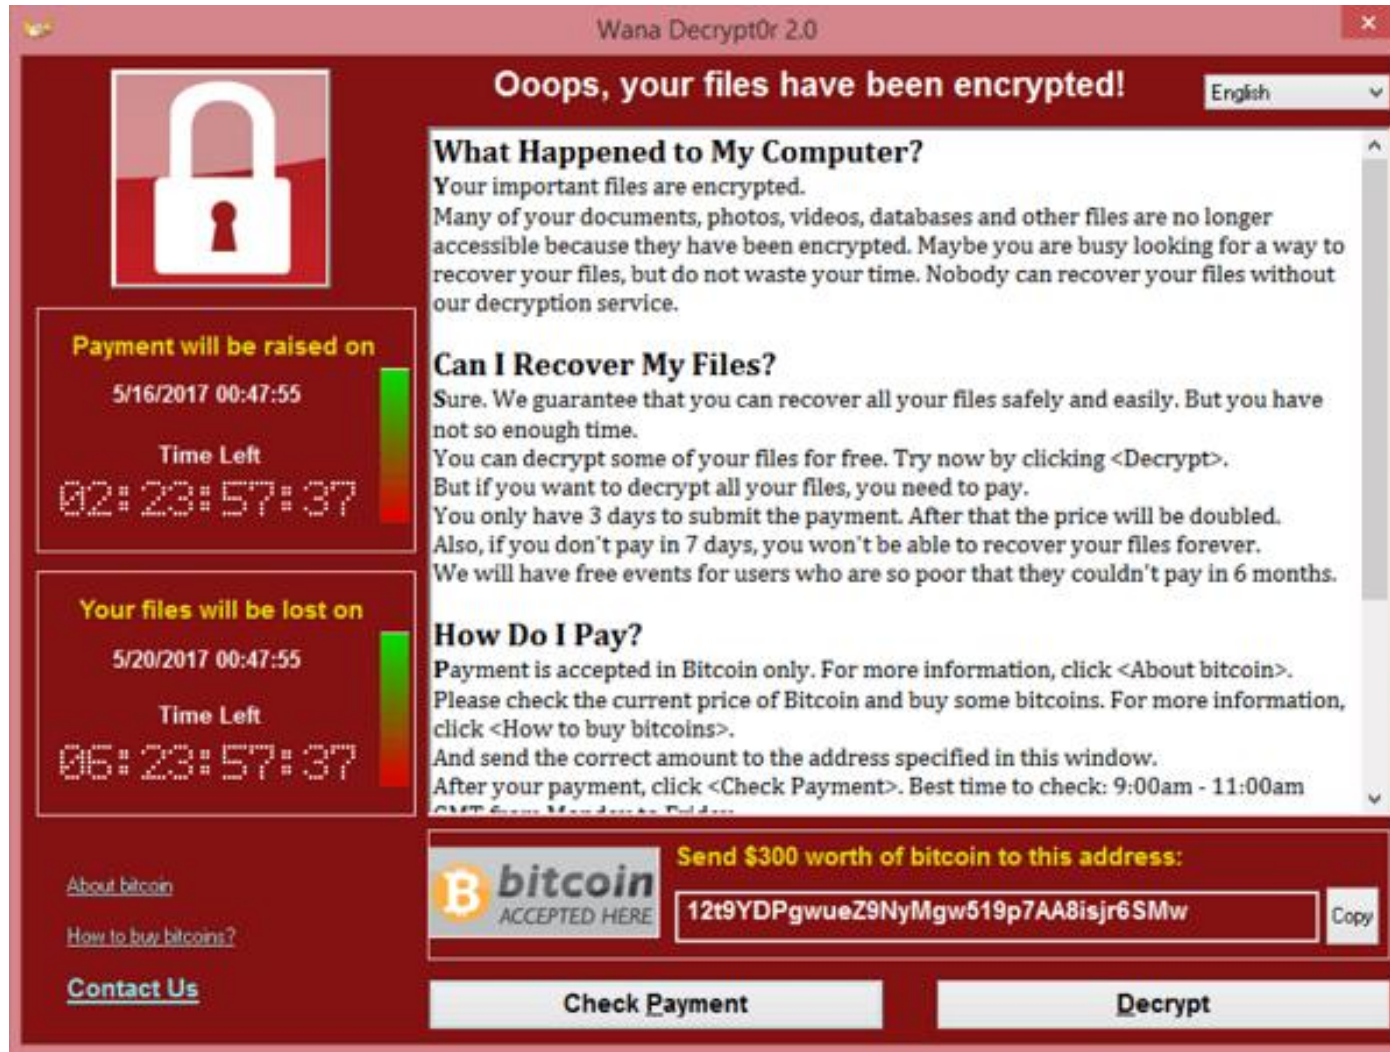 Wana Decrypt0r 2.0
Ooops, your files have been encrypted!
English
What Happened to My Computer?
Your important files are encrypted.
Many of your documents, photos, videos, databases and other files are no longer
accessible because they have been encrypted. Maybe you are busy looking for a way to
recover your files, but do not waste your time. Nobody can recover your files without
our decryption service.
Can I Recover My Files?
Sure. We guarantee that you can recover all your files safely and easily. But you have
not so enough time.
You can decrypt some of your files for free. Try now by clicking <Decrypt>.
But if you want to decrypt all your files, you need to pay.
You only have 3 days to submit the payment. After that the price will be doubled.
Also, if you don't pay in 7 days, you won't be able to recover your files forever.
We will have free events for users who are so poor that they couldn't pay in 6 months.
How Do I Pay?
Payment is accepted in Bitcoin only. For more information, click <About bitcoin>.
Please check the current price of Bitcoin and buy some bitcoins. For more information,
click <How to buy bitcoins>.
And send the correct amount to the address specified in this window.
After your payment, click <Check Payment>. Best time to check: 9:00am - 11:00am
GMT from Monday to Friday.
Payment will be raised on
5/16/2017 00:47:55
Time Left
02:23:57:37
Your files will be lost on
5/20/2017 00:47:55
Time Left
06:23:57:37
About bitcoin
How to buy bitcoins?
Contact Us
bitcoin
ACCEPTED HERE
Send $300 worth of bitcoin to this address:
12t9YDPgwueZ9NyMgw519p7AA8isjr6SMw
Copy
Check Payment
Decrypt